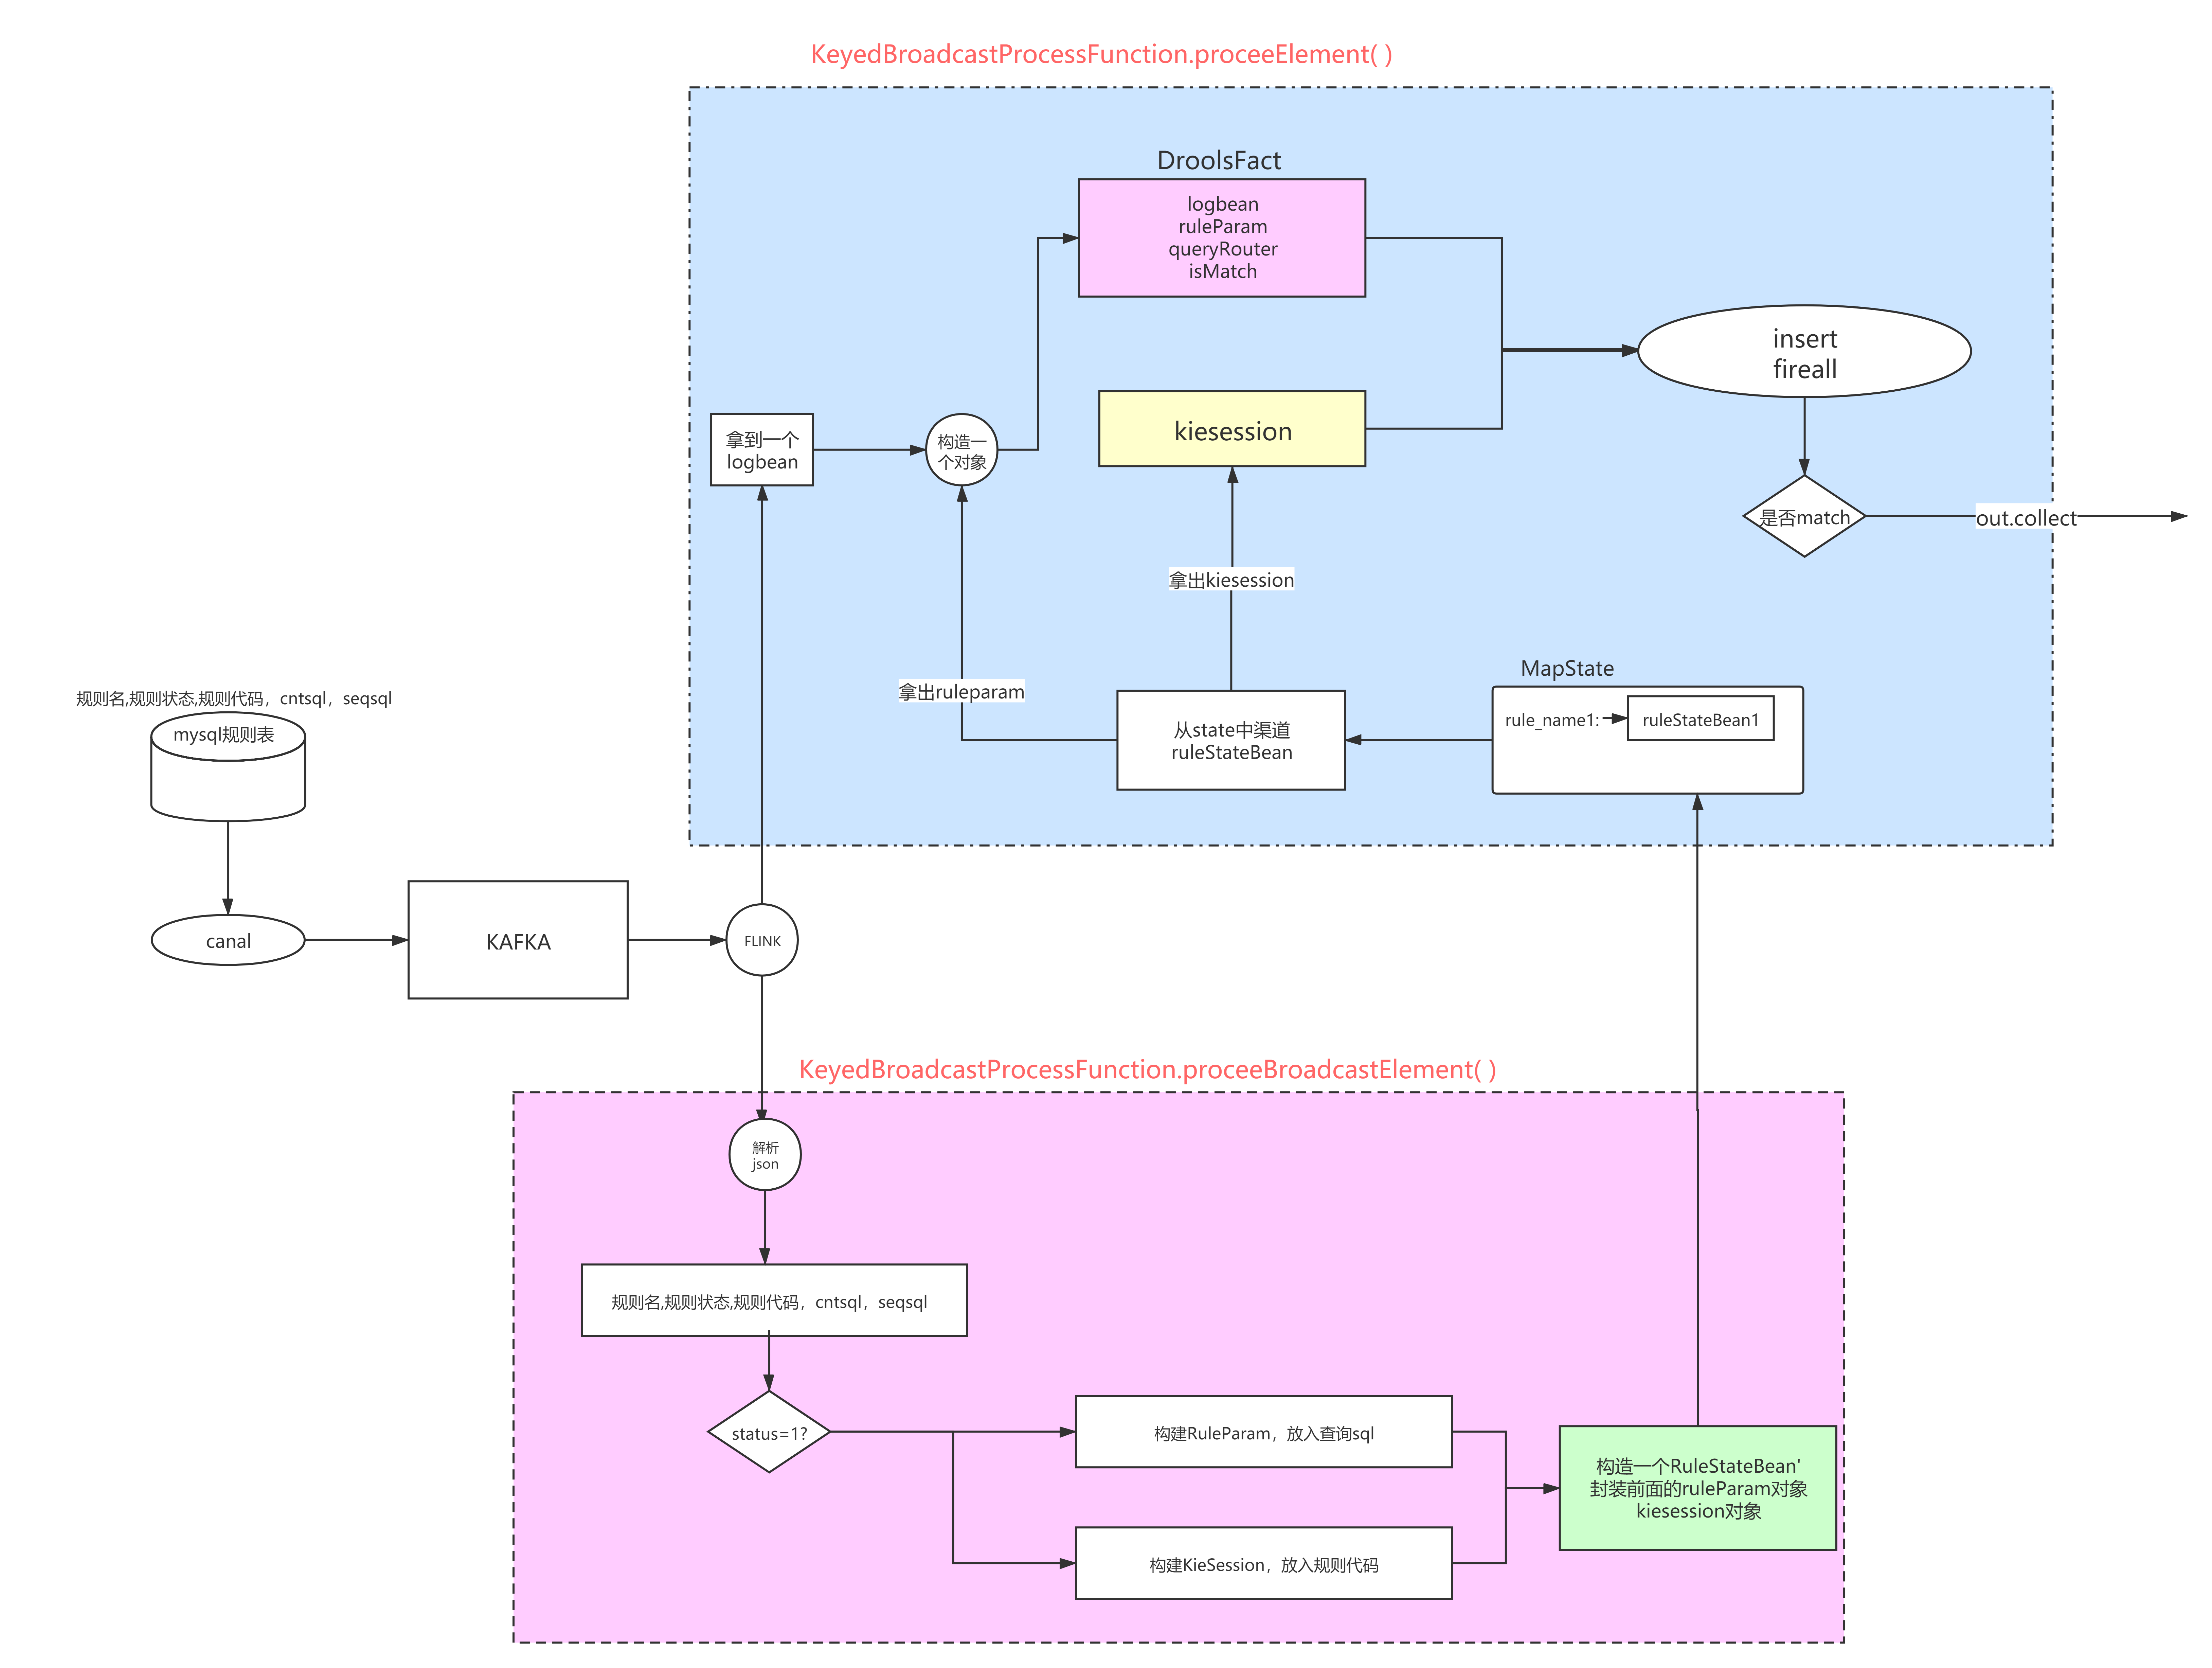 KeyedBroadcastProcessFunction.proceeElement( )
DroolsFact
logbean
ruleParam
queryRouter
isMatch
insert
fireall
kiesession
拿到一个
logbean
构造一
个对象
是否match
out.collect
拿出kiesession
拿出ruleparam
MapState
rule_name1:
ruleStateBean1
从state中渠道
ruleStateBean
规则名,规则状态,规则代码，cntsql，seqsql
mysql规则表
canal
KAFKA
FLINK
KeyedBroadcastProcessFunction.proceeBroadcastElement( )
解析
json
规则名,规则状态,规则代码，cntsql，seqsql
status=1?
构建RuleParam，放入查询sql
构造一个RuleStateBean'
封装前面的ruleParam对象
kiesession对象
构建KieSession，放入规则代码